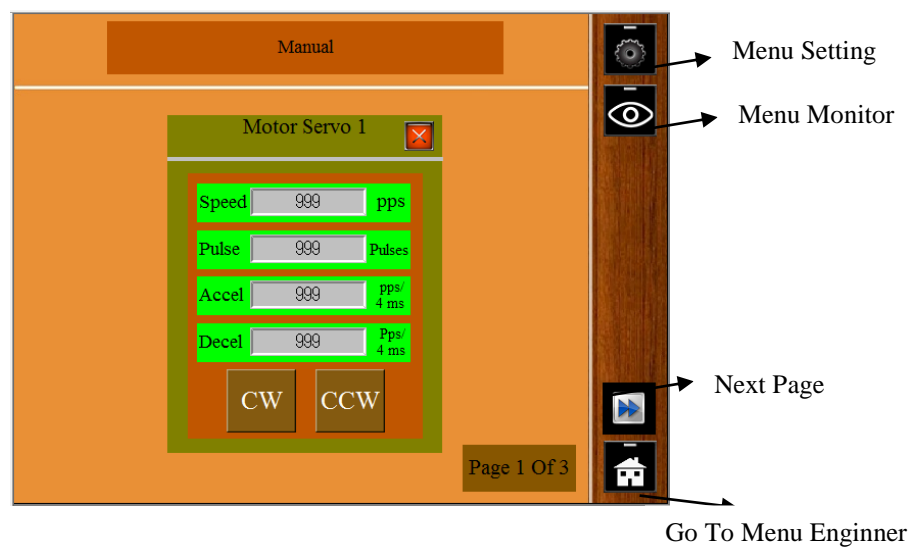 Manual
Menu Setting
Menu Monitor
Motor Servo 1
Speed 999 pps
Pulse 999 Pulses
Accel 999 pps/
4 ms
Decel 999 Pps/
4 ms
CW CCW
Next Page
Page 1 Of 3
Go To Menu Enginner